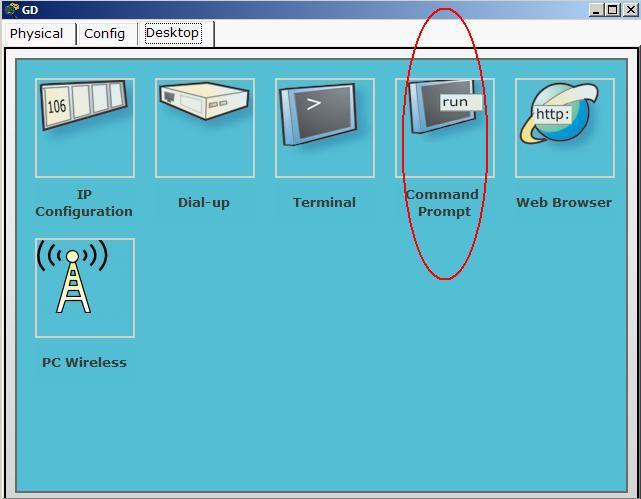 GD
Physical Config Desktop
106
>
run
http:
IP
Configuration
Dial-up
Terminal
Command
Prompt
Web Browser
PC Wireless